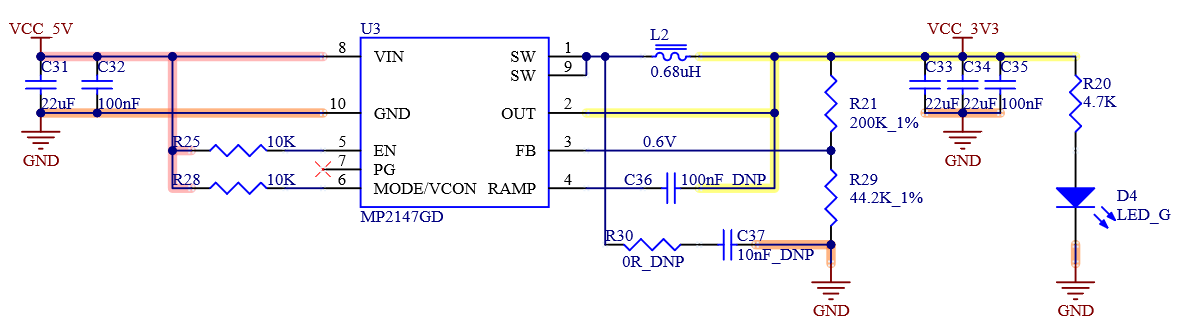 VCC_5V
U3
L2
VCC_3V3
8 VIN
SW 1
SW 9
0.68uH
C31
C32
C33
C34
C35
R20
4.7K
22uF
100nF
10 GND
OUT 2
R21
200K_1%
22uF
22uF
100nF
GND
R25
10K
5 EN
FB 3
0.6V
GND
7 PG
R28
10K
6 MODE/VCON
RAMP 4
C36
100nF_DNP
R29
44.2K_1%
D4
LED_G
MP2147GD
R30
0R_DNP
C37
10nF_DNP
GND
GND